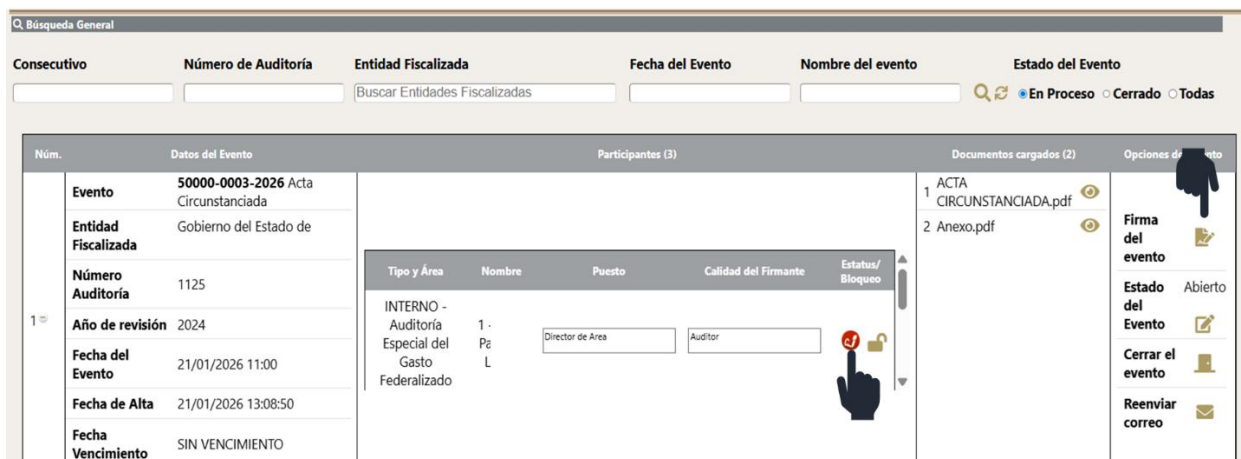 Búsqueda General
Consecutivo
Número de Auditoría
Entidad Fiscalizada
Fecha del Evento
Nombre del evento
Estado del Evento
Buscar Entidades Fiscalizadas
En Proceso Cerrado Todas
Núm.
Datos del Evento
Participantes (3)
Documentos cargados (2)
Opciones
1
Evento
50000-0003-2026 Acta
Circunstanciada
Entidad
Fiscalizada
Gobierno del Estado de
Número
Auditoría
1125
Año de revisión
2024
Fecha del
Evento
21/01/2026 11:00
Fecha de Alta
21/01/2026 13:08:50
Fecha
Vencimiento
SIN VENCIMIENTO
Tipo y Área
Nombre
Puesto
Calidad del Firmante
Estatus/
Bloqueo
INTERNO -
Auditoría
Especial del
Gasto
Federalizado
1 -
Director de Area
Auditor
1 ACTA
CIRCUNSTANCIADA.pdf
2 Anexo.pdf
Firma
del
evento
Estado
del
Evento
Abierto
Cerrar el
evento
Reenviar
correo